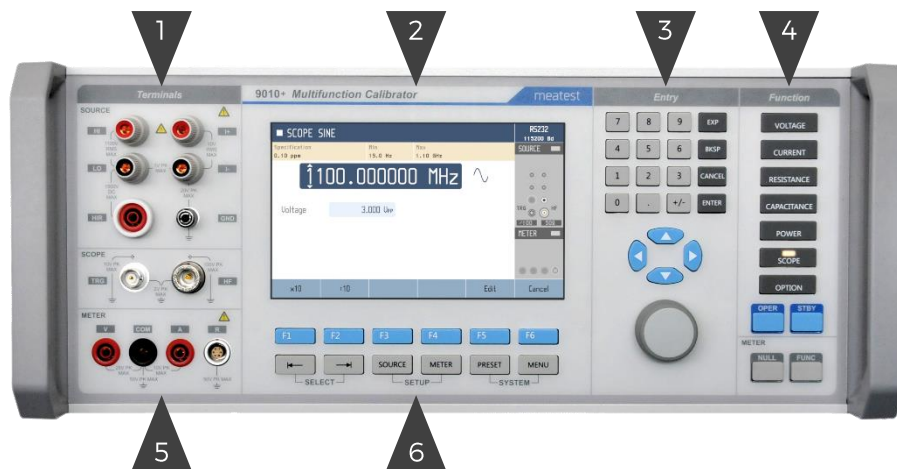 1
2
3
4
Terminals
9010+ Multifunction Calibrator
meatest
Entry
Function
SOURCE
HI
I+
LO
I-
HIR
GND
SCOPE
TRG
HF
METER
V COM A R
SCOPE SINE
RS232
115200 Bd
Specification
0.10 ppm
Min
15.0 Hz
Max
1.10 GHz
SOURCE
100.000000 MHz
Voltage 3.000 Vpp
TRG HF
METER
x10 :10 Edit Cancel
F1 F2 F3 F4 F5 F6
SOURCE METER PRESET MENU
SELECT SETUP SYSTEM
7 8 9 EXP
4 5 6 BKSP
1 2 3 CANCEL
0 . +/- ENTER
VOLTAGE
CURRENT
RESISTANCE
CAPACITANCE
POWER
SCOPE
OPTION
OPER STBY
METER
NULL FUNC
5
6